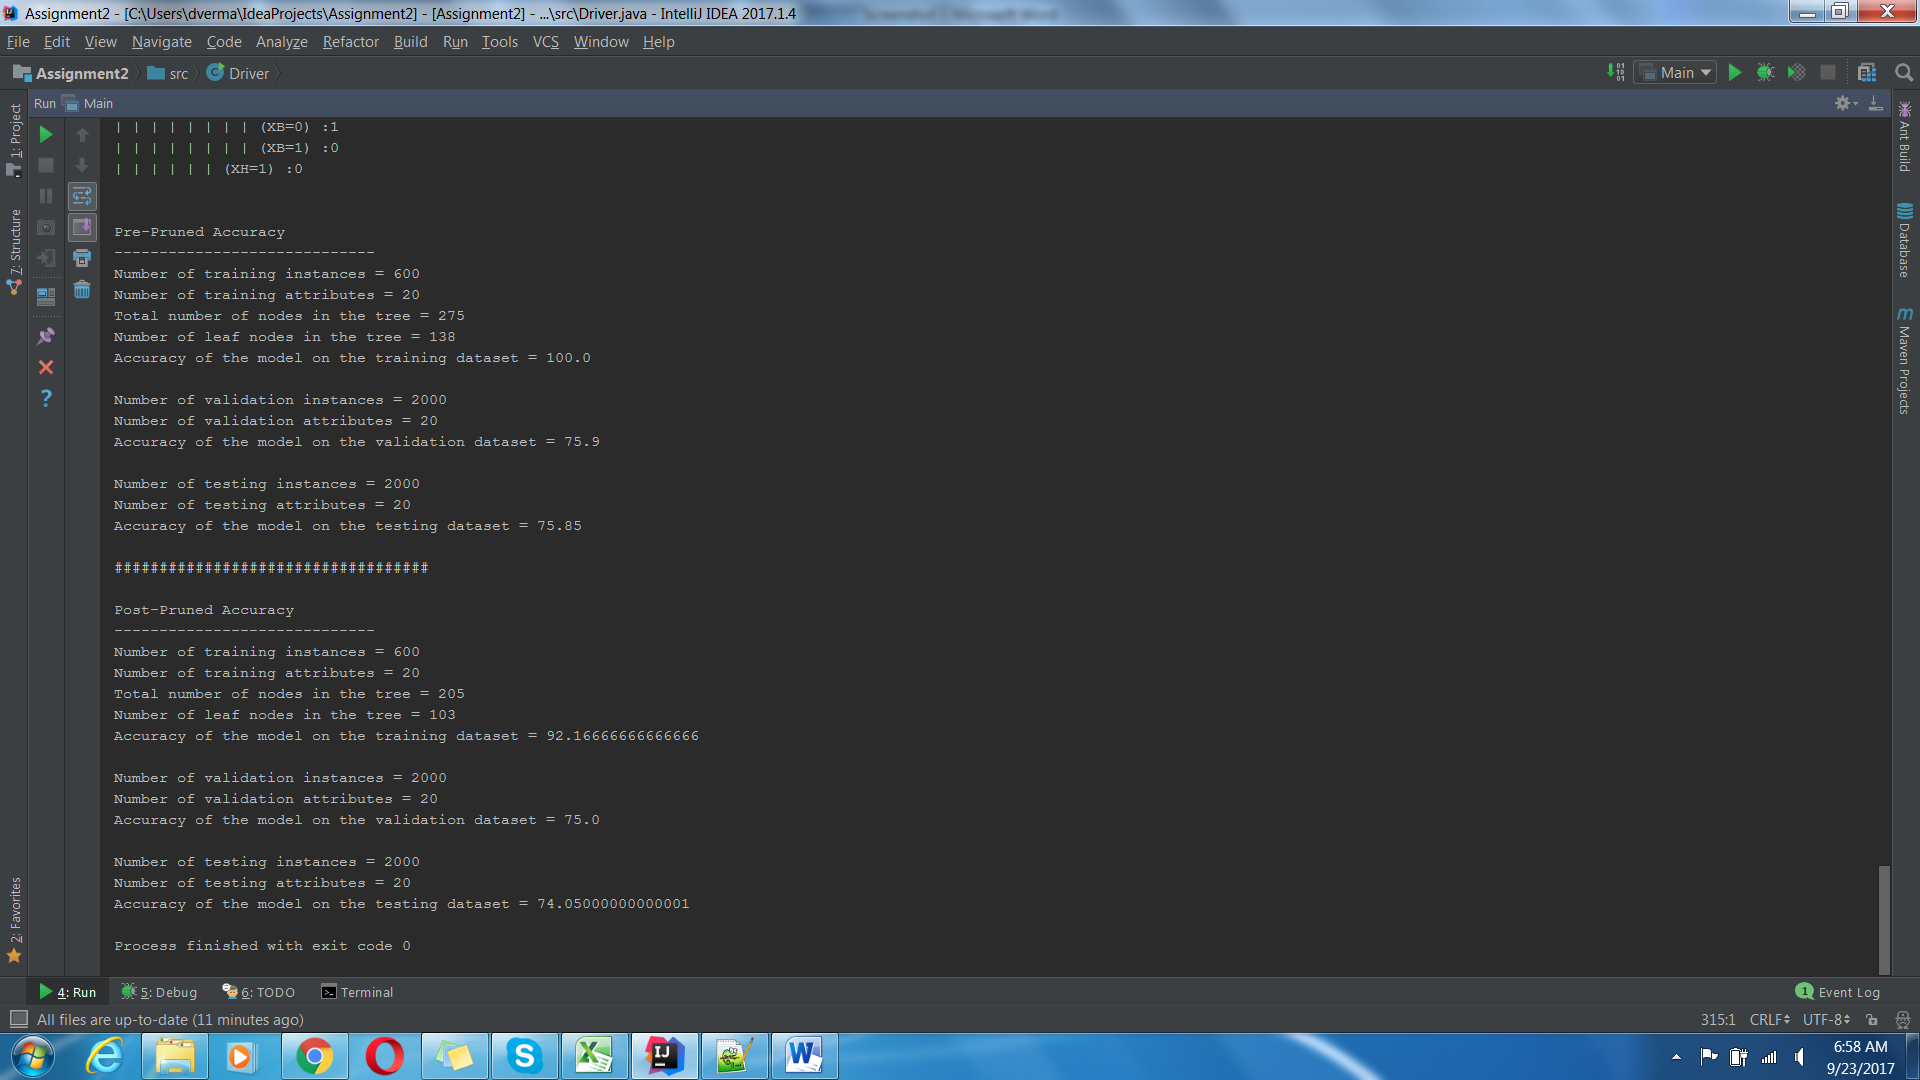 Assignment2 - [C:\Users\dverma\IdeaProjects\Assignment2] - [Assignment2] - ...\src\Driver.java - IntelliJ IDEA 2017.1.4
File Edit View Navigate Code Analyze Refactor Build Run Tools VCS Window Help
Assignment2 src Driver
Main
Run Main
1: Project
7: Structure
2: Favorites
Ant Build
Database
Maven Projects
| | | | | | | | (XB=0) :1
| | | | | | | | (XB=1) :0
| | | | | | (XH=1) :0
Pre-Pruned Accuracy
-----------------------------
Number of training instances = 600
Number of training attributes = 20
Total number of nodes in the tree = 275
Number of leaf nodes in the tree = 138
Accuracy of the model on the training dataset = 100.0
Number of validation instances = 2000
Number of validation attributes = 20
Accuracy of the model on the validation dataset = 75.9
Number of testing instances = 2000
Number of testing attributes = 20
Accuracy of the model on the testing dataset = 75.85
###################################
Post-Pruned Accuracy
-----------------------------
Number of training instances = 600
Number of training attributes = 20
Total number of nodes in the tree = 205
Number of leaf nodes in the tree = 103
Accuracy of the model on the training dataset = 92.16666666666666
Number of validation instances = 2000
Number of validation attributes = 20
Accuracy of the model on the validation dataset = 75.0
Number of testing instances = 2000
Number of testing attributes = 20
Accuracy of the model on the testing dataset = 74.05000000000001
Process finished with exit code 0
4: Run 5: Debug 6: TODO Terminal
1 Event Log
All files are up-to-date (11 minutes ago)
315:1 CRLF UTF-8
6:58 AM
9/23/2017